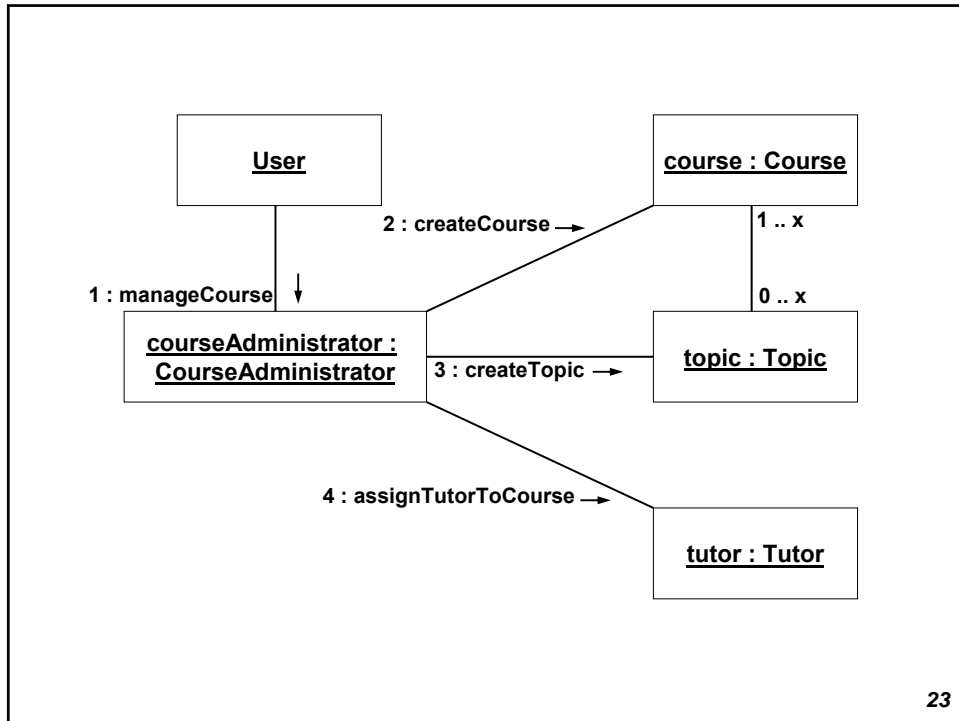 User
course : Course
2 : createCourse
1 .. x
1 : manageCourse
0 .. x
courseAdministrator :
CourseAdministrator
3 : createTopic
topic : Topic
4 : assignTutorToCourse
tutor : Tutor
23